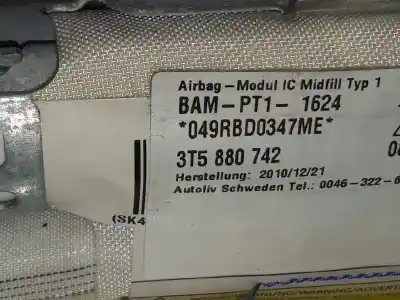 Airbag-Modul IC Midfill Typ 1
BAM-PT1- 1624
*049RBD0347ME*
3T5 880 742
Herstellung: 2010/12/21
Autoliv Schweden Tel.: 0046-322-6
(SK4